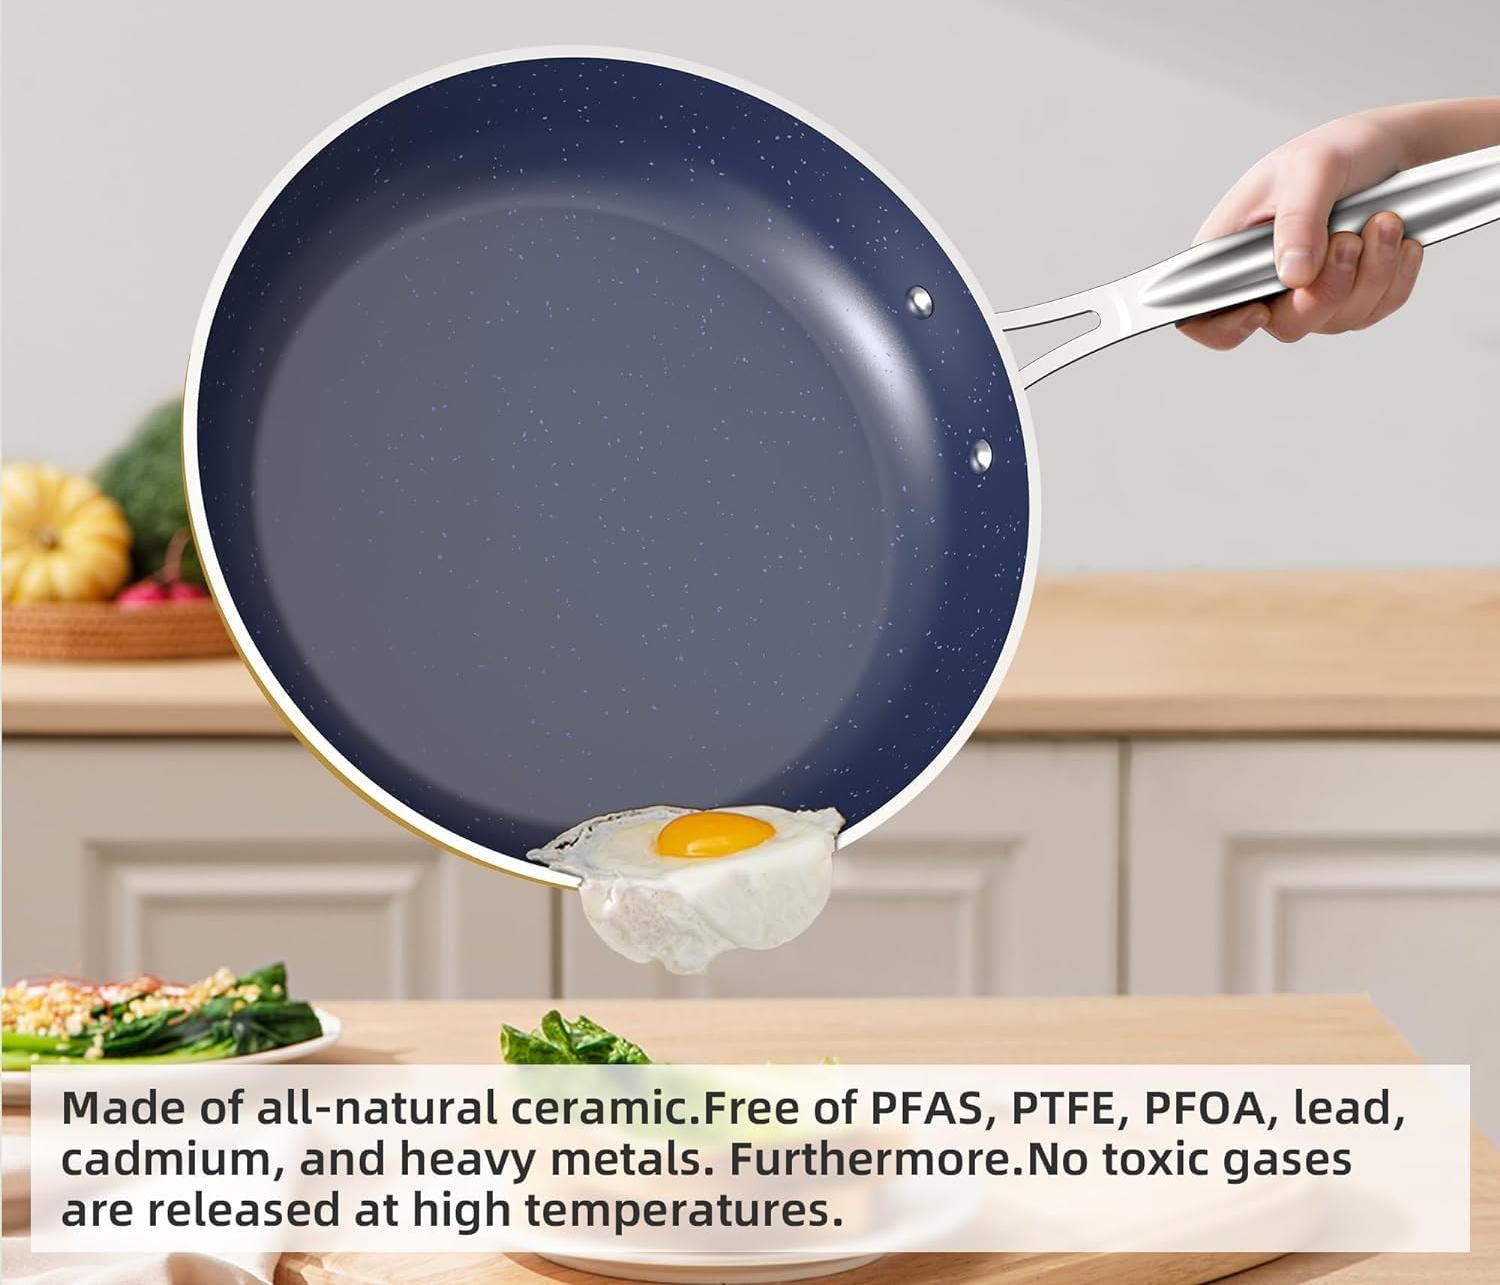 Made of all-natural ceramic.Free of PFAS, PTFE, PFOA, lead,
cadmium, and heavy metals. Furthermore.No toxic gases
are released at high temperatures.